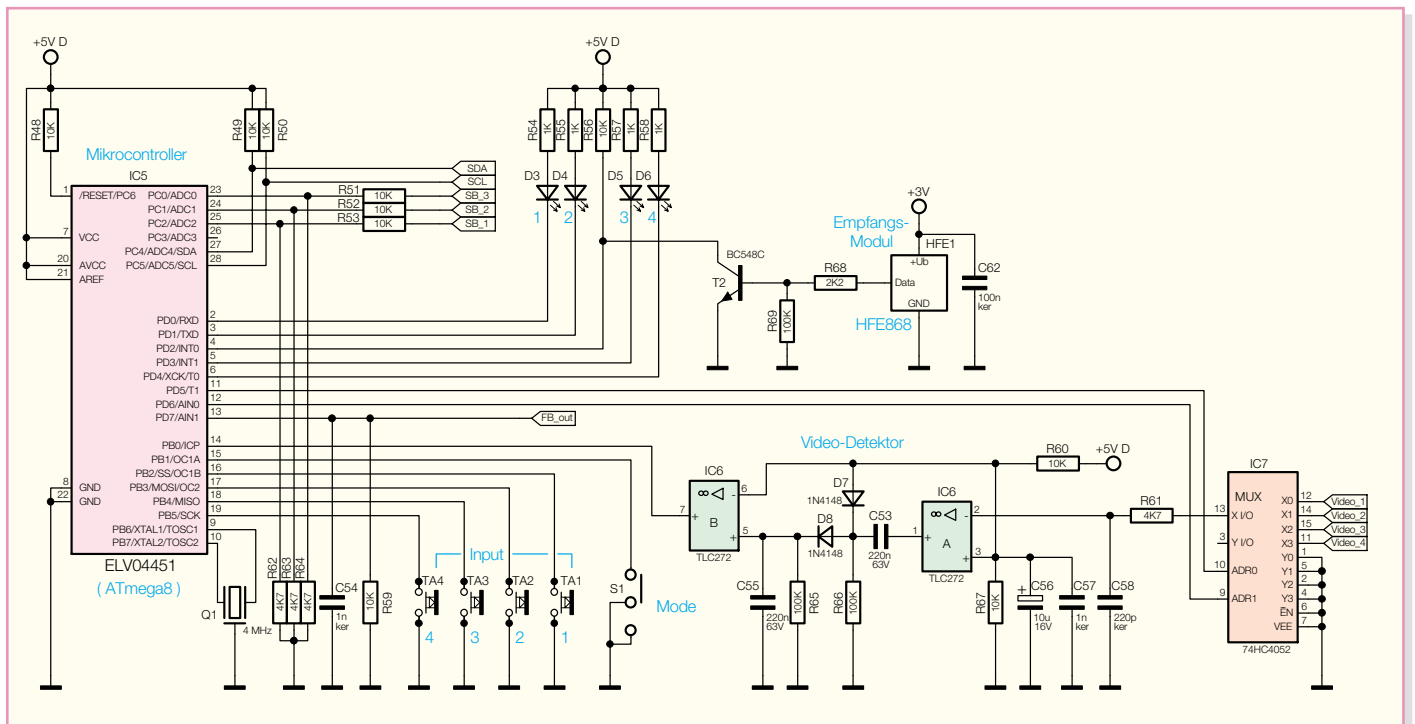 +5V D
+5V D
R48
10K
R49
10K
10K
R50
R54
1K
R55
1K
R56
10K
R57
1K
R58
1K
Mikrocontroller
IC5
SDA
SCL
SB_3
SB_2
SB_1
R51
10K
R52
10K
R53
10K
D3
D4
D5
D6
1
2
3
4
+3V
Empfangs-
Modul
HFE1
+Ub
Data
GND
HFE868
C62
100n
ker
BC548C
T2
R68
2K2
R69
100K
1
/RESET/PC6
7
VCC
20
AVCC
21
AREF
8
GND
22
GND
PC0/ADC0
23
PC1/ADC1
24
PC2/ADC2
25
PC3/ADC3
26
PC4/ADC4/SDA
27
PC5/ADC5/SCL
28
PD0/RXD
2
PD1/TXD
3
PD2/INT0
4
PD3/INT1
5
PD4/XCK/T0
6
PD5/T1
11
PD6/AIN0
12
PD7/AIN1
13
PB0/ICP
14
PB1/OC1A
15
PB2/SS/OC1B
16
PB3/MOSI/OC2
17
PB4/MISO
18
PB5/SCK
19
PB6/XTAL1/TOSC1
9
PB7/XTAL2/TOSC2
10
ELV04451
( ATmega8 )
FB_out
Q1
4 MHz
R62
4K7
R63
4K7
R64
4K7
C54
1n
ker
10K
R59
Input
TA4
TA3
TA2
TA1
4
3
2
1
S1
Mode
Video-Detektor
IC6
∞
-
6
7
B
+
5
TLC272
D7
1N4148
D8
1N4148
C53
220n
63V
C55
220n
63V
100K
R65
R66
100K
IC6
∞
-
2
1
A
+
3
TLC272
R60
10K
+5V D
R61
4K7
R67
10K
+
C56
10u
16V
C57
1n
ker
C58
220p
ker
IC7
MUX
13
X I/O
3
Y I/O
10
ADR0
9
ADR1
X0
12
Video_1
X1
14
Video_2
X2
15
Video_3
X3
11
Video_4
Y0
1
Y1
5
Y2
2
Y3
4
EN
6
VEE
7
74HC4052